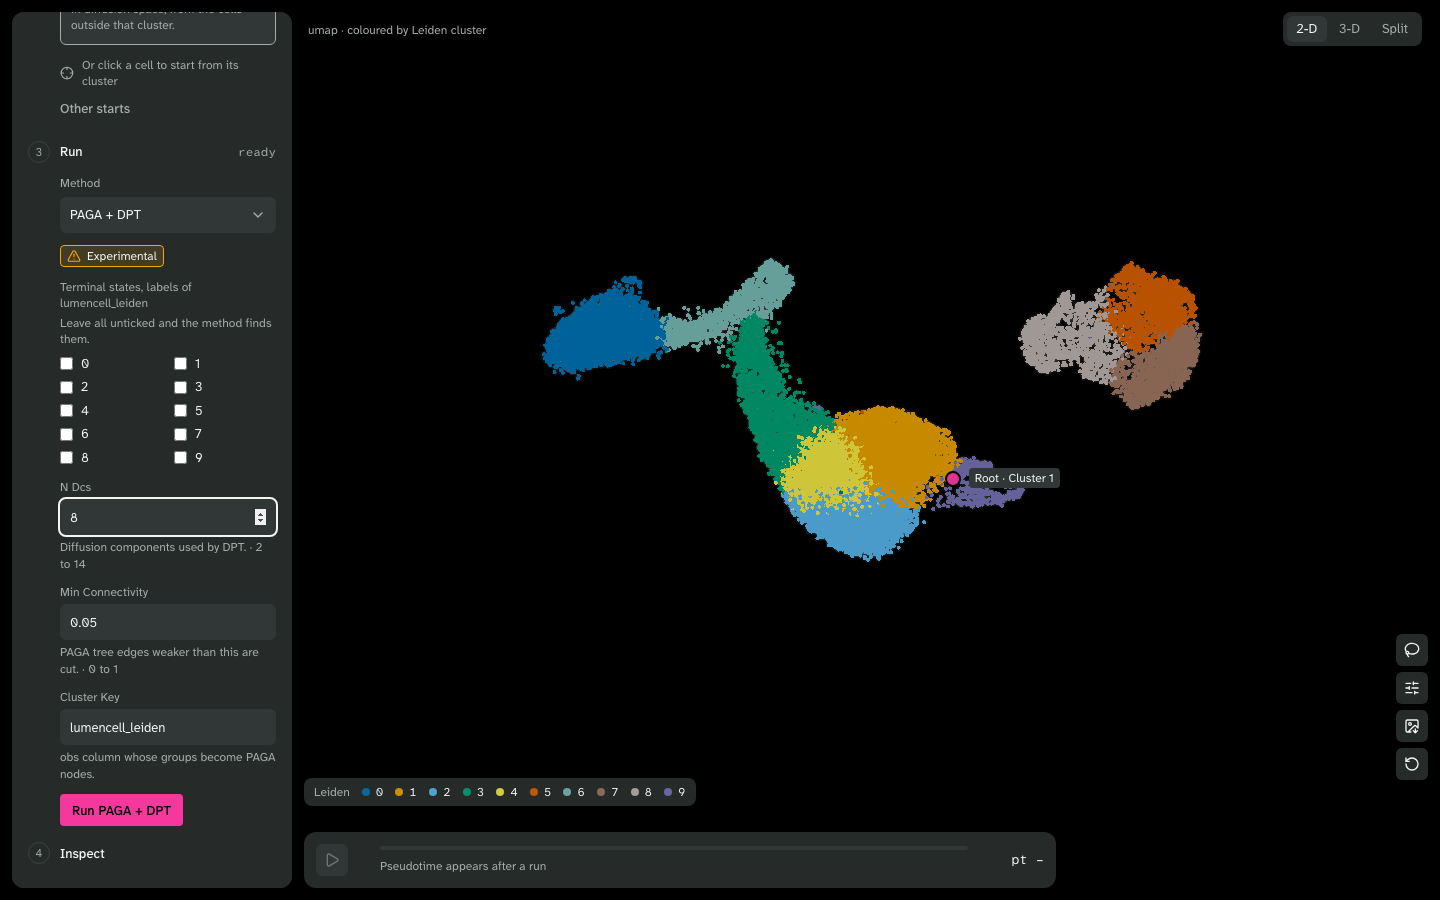 outside that cluster.
Or click a cell to start from its
cluster
Other starts
3 Run ready
Method
PAGA + DPT
Experimental
Terminal states, labels of
lumencell_leiden
Leave all unticked and the method finds
them.
0 1
2 3
4 5
6 7
8 9
N Dcs
8
Diffusion components used by DPT. · 2
to 14
Min Connectivity
0.05
PAGA tree edges weaker than this are
cut. · 0 to 1
Cluster Key
lumencell_leiden
obs column whose groups become PAGA
nodes.
Run PAGA + DPT
4 Inspect
umap · coloured by Leiden cluster
2-D 3-D Split
Root · Cluster 1
Leiden 0 1 2 3 4 5 6 7 8 9
Pseudotime appears after a run
pt –